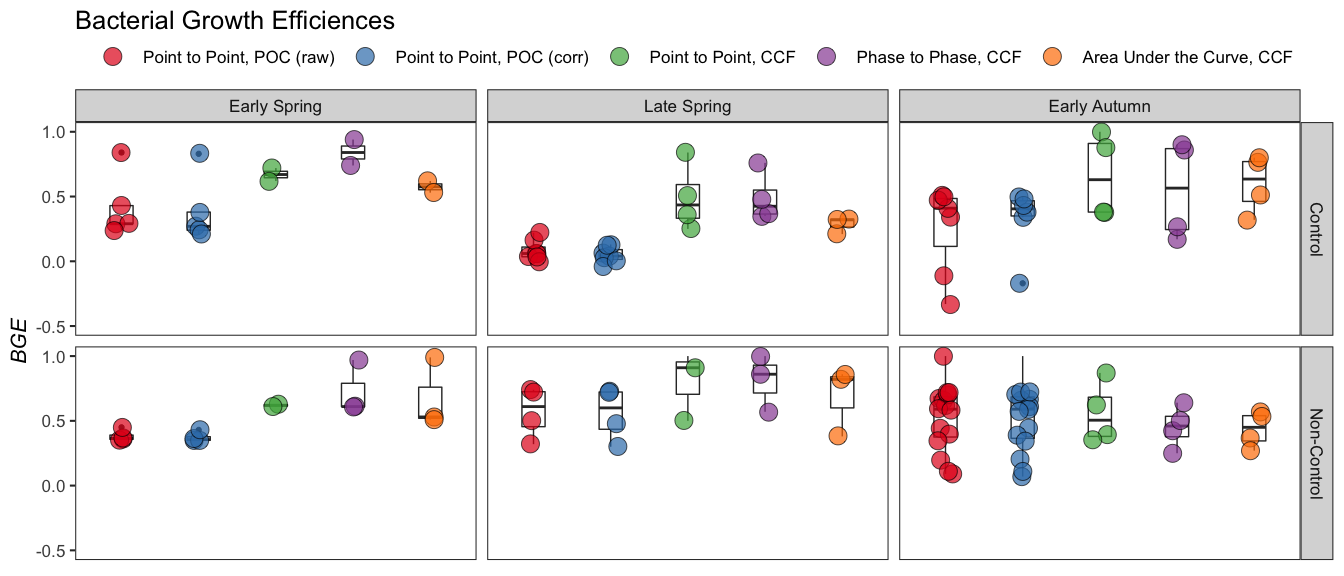 Bacterial Growth Efficiences
Point to Point, POC (raw) Point to Point, POC (corr) Point to Point, CCF Phase to Phase, CCF Area Under the Curve, CCF
Early Spring Late Spring Early Autumn
1.0
0.5
0.0
-0.5
Control
BGE
1.0
0.5
0.0
-0.5
Non-Control